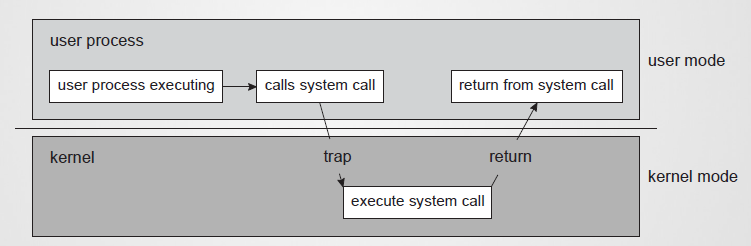 user process
user mode
user process executing
calls system call
return from system call
kernel
trap
return
kernel mode
execute system call